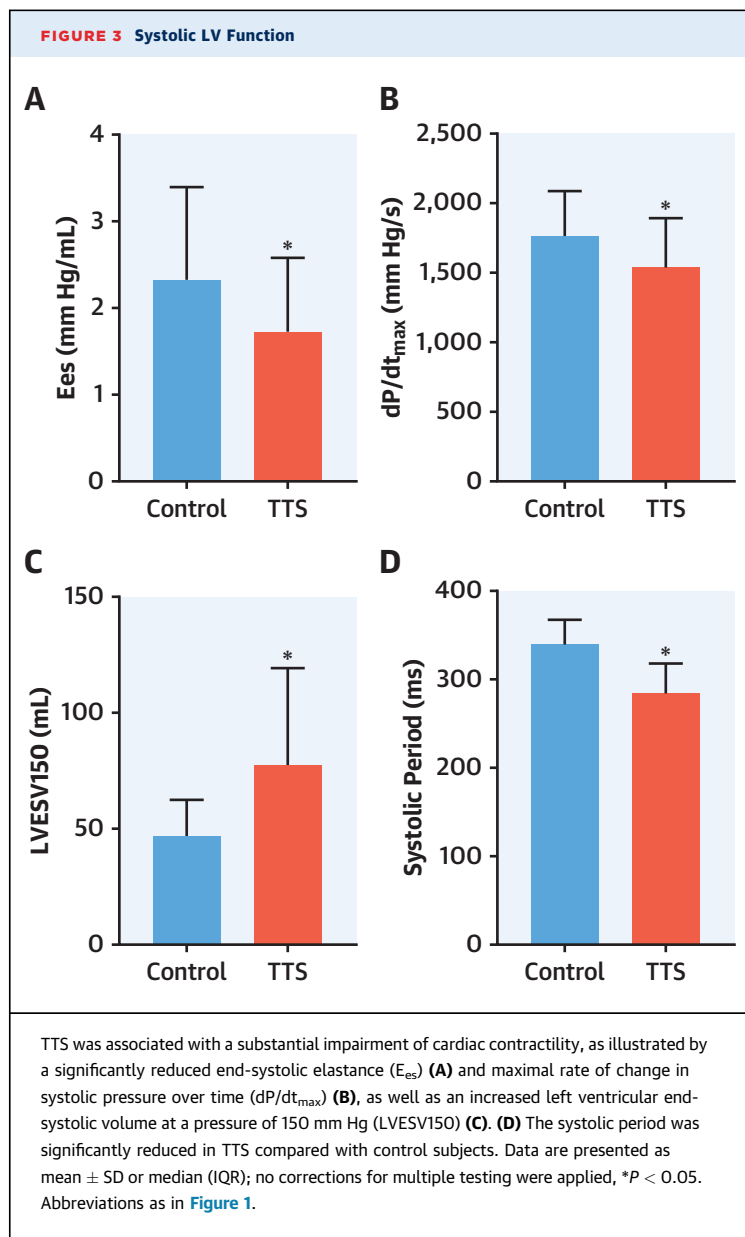 FIGURE 3 Systolic LV Function
A
Ees (mm Hg/mL)
4
3
2
1
0
*
Control TTS
B
dP/dtmax (mm Hg/s)
2,500
2,000
1,500
1,000
500
0
*
Control TTS
C
LVESV150 (mL)
150
100
50
0
*
Control TTS
D
Systolic Period (ms)
400
300
200
100
0
*
Control TTS
TTS was associated with a substantial impairment of cardiac contractility, as illustrated by
a significantly reduced end-systolic elastance (Ees) (A) and maximal rate of change in
systolic pressure over time (dP/dtmax) (B), as well as an increased left ventricular end-
systolic volume at a pressure of 150 mm Hg (LVESV150) (C). (D) The systolic period was
significantly reduced in TTS compared with control subjects. Data are presented as
mean ± SD or median (IQR); no corrections for multiple testing were applied, *P < 0.05.
Abbreviations as in Figure 1.